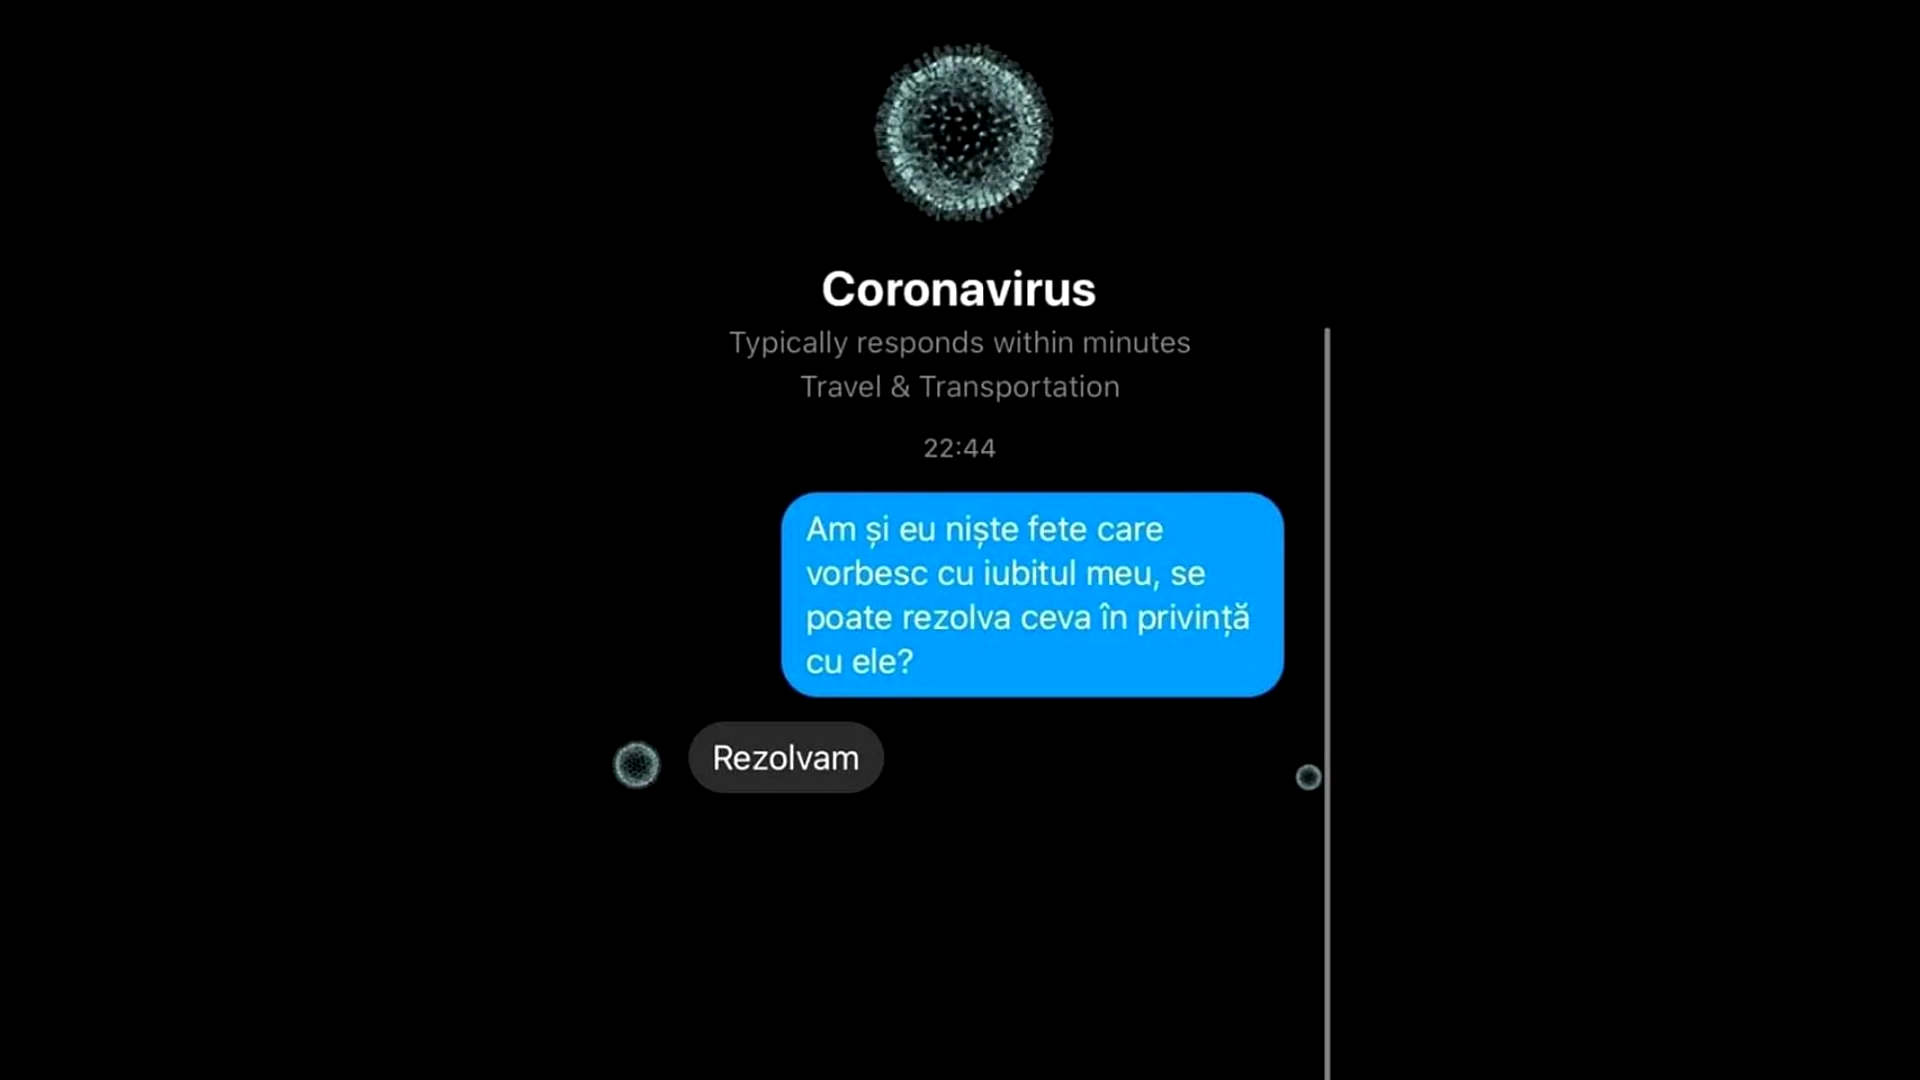 Coronavirus
Typically responds within minutes
Travel & Transportation
22:44
Am și eu niște fete care
vorbesc cu iubitul meu, se
poate rezolva ceva în privință
cu ele?
Rezolvam